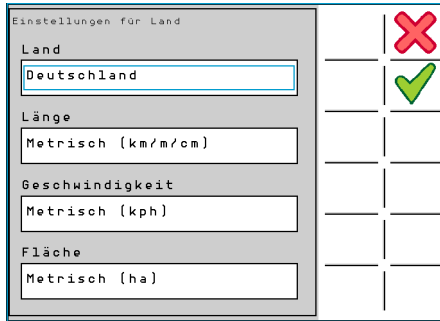 Einstellungen für Land
Land
Deutschland
Länge
Metrisch (km/m/cm)
Geschwindigkeit
Metrisch (kph)
Fläche
Metrisch (ha)